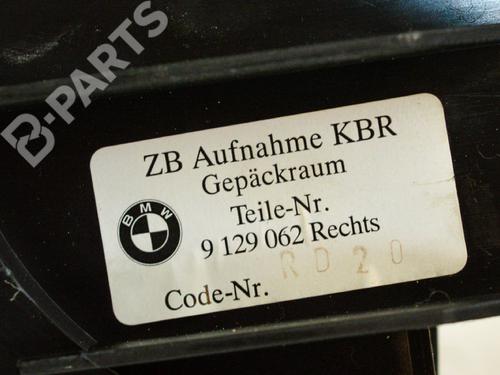 B-PARTS
ZB Aufnahme KBR
Gepäckraum
Teile-Nr.
BMW
9 129 062 Rechts
RD20
Code-Nr.